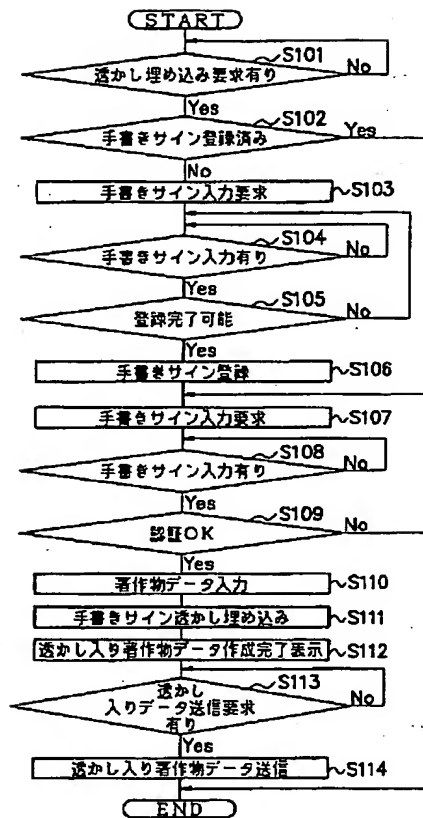 START
S101
透かし埋め込み要求有り
No
Yes
S102
手書きサイン登録済み
Yes
No
手書きサイン入力要求
S103
S104
手書きサイン入力有り
No
Yes
S105
登録完了可能
No
Yes
手書きサイン登録
S106
手書きサイン入力要求
S107
S108
手書きサイン入力有り
No
Yes
S109
認証OK
No
Yes
著作物データ入力
S110
手書きサイン透かし埋め込み
S111
透かし入り著作物データ作成完了表示
S112
S113
透かし
入りデータ送信要求
有り
No
Yes
透かし入り著作物データ送信
S114
END